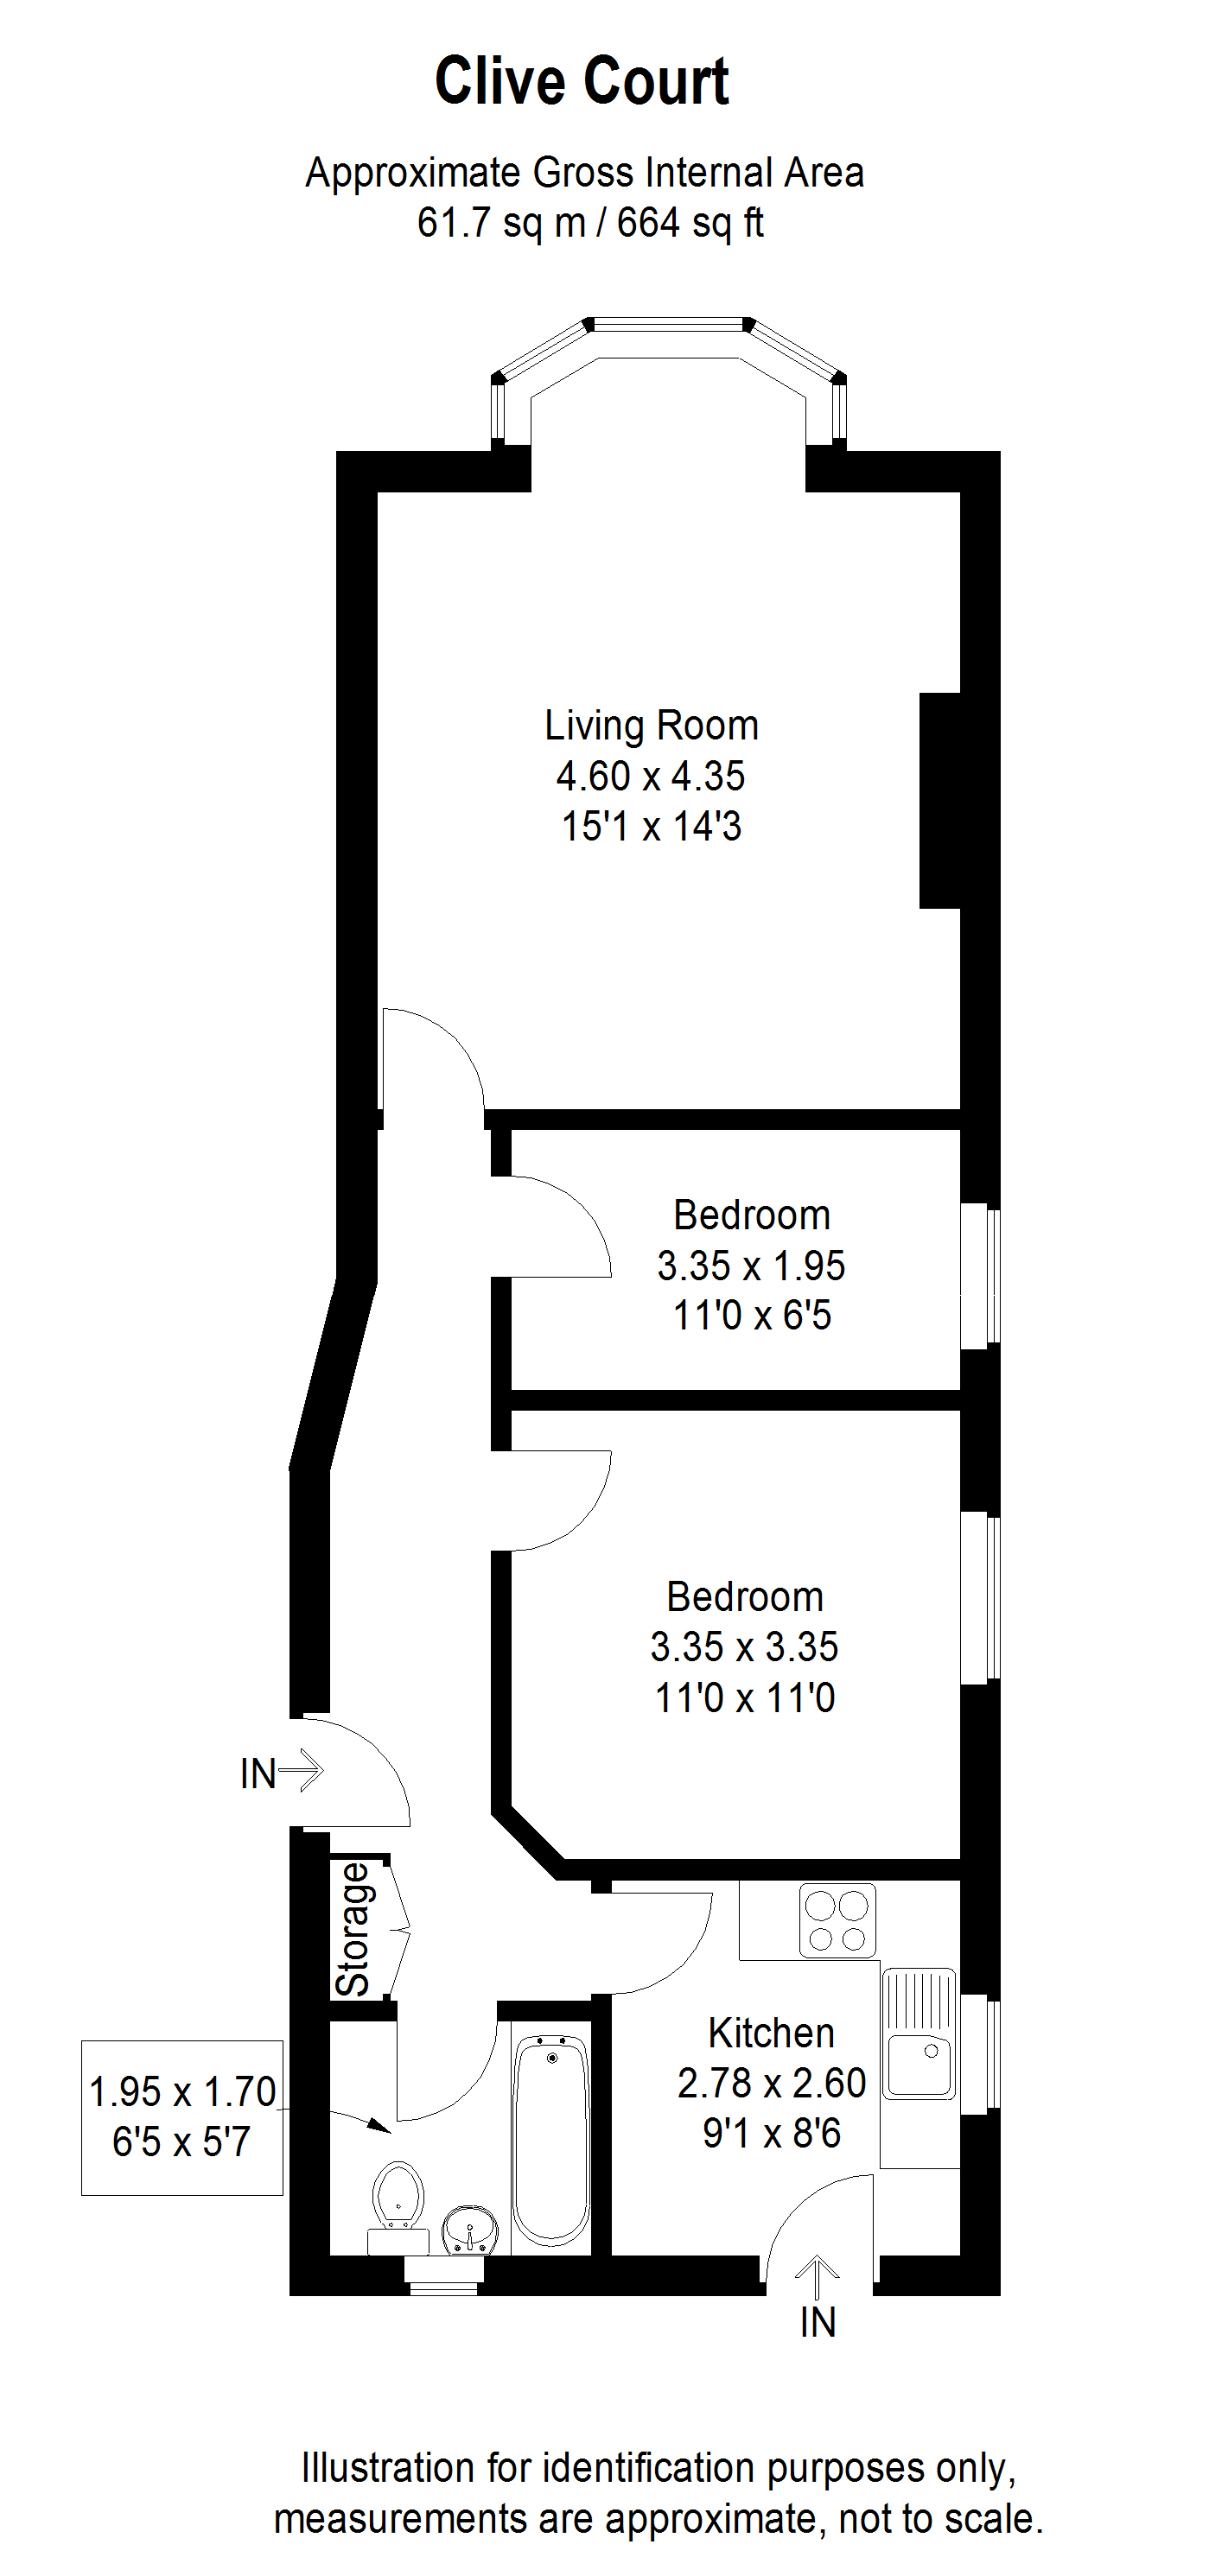 Clive Court
Approximate Gross Internal Area
61.7 sq m / 664 sq ft
Living Room
4.60 x 4.35
15'1 x 14'3
Bedroom
3.35 x 1.95
11'0 x 6'5
Bedroom
3.35 x 3.35
11'0 x 11'0
IN
Storage
Kitchen
2.78 x 2.60
9'1 x 8'6
1.95 x 1.70
6'5 x 5'7
IN
Illustration for identification purposes only,
measurements are approximate, not to scale.